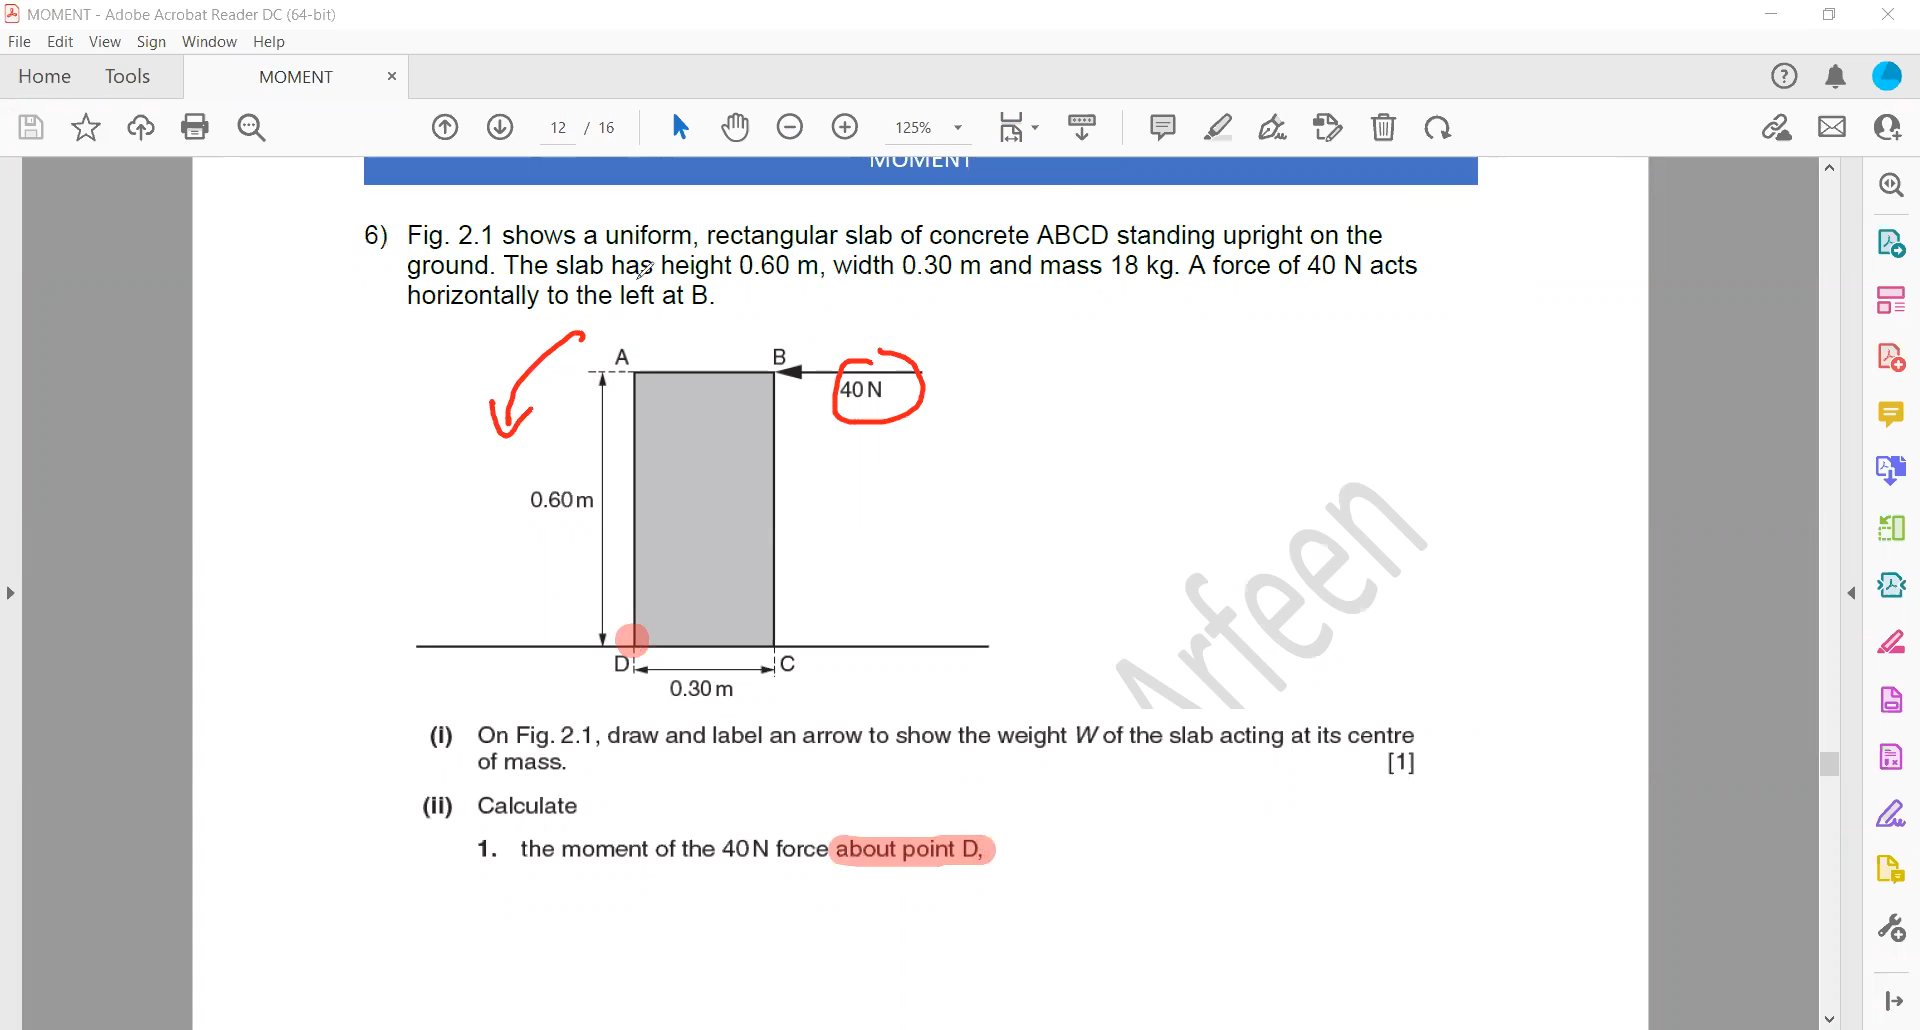 MOMENT - Adobe Acrobat Reader DC (64-bit)
File Edit View Sign Window Help
Home Tools MOMENT ×
12 / 16 125%
MOMENT
6) Fig. 2.1 shows a uniform, rectangular slab of concrete ABCD standing upright on the
ground. The slab has height 0.60 m, width 0.30 m and mass 18 kg. A force of 40 N acts
horizontally to the left at B.
A B
40 N
0.60 m
D C
0.30 m
Arfeen
(i) On Fig. 2.1, draw and label an arrow to show the weight W of the slab acting at its centre
of mass. [1]
(ii) Calculate
1. the moment of the 40 N force about point D,